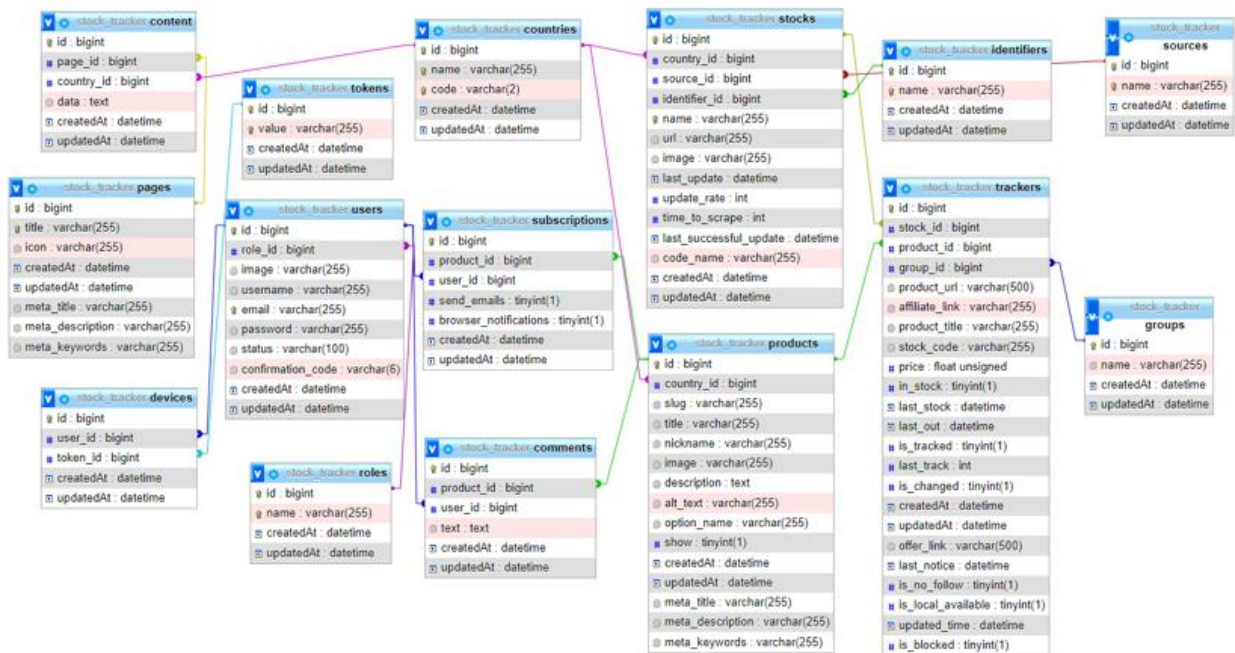 stock_tracker content
id : bigint
page_id : bigint
country_id : bigint
data : text
createdAt : datetime
updatedAt : datetime
stock_tracker tokens
id : bigint
value : varchar(255)
createdAt : datetime
updatedAt : datetime
stock_tracker countries
id : bigint
name : varchar(255)
code : varchar(2)
createdAt : datetime
updatedAt : datetime
stock_tracker stocks
id : bigint
country_id : bigint
source_id : bigint
identifier_id : bigint
name : varchar(255)
url : varchar(255)
image : varchar(255)
last_update : datetime
update_rate : int
time_to_scrape : int
last_successful_update : datetime
code_name : varchar(255)
createdAt : datetime
updatedAt : datetime
stock_tracker identifiers
id : bigint
name : varchar(255)
createdAt : datetime
updatedAt : datetime
stock_tracker
sources
id : bigint
name : varchar(255)
createdAt : datetime
updatedAt : datetime
stock_tracker pages
id : bigint
title : varchar(255)
icon : varchar(255)
createdAt : datetime
updatedAt : datetime
meta_title : varchar(255)
meta_description : varchar(255)
meta_keywords : varchar(255)
stock_tracker users
id : bigint
role_id : bigint
image : varchar(255)
username : varchar(255)
email : varchar(255)
password : varchar(255)
status : varchar(100)
confirmation_code : varchar(6)
createdAt : datetime
updatedAt : datetime
stock_tracker subscriptions
id : bigint
product_id : bigint
user_id : bigint
send_emails : tinyint(1)
browser_notifications : tinyint(1)
createdAt : datetime
updatedAt : datetime
stock_tracker trackers
id : bigint
stock_id : bigint
product_id : bigint
group_id : bigint
product_url : varchar(500)
affiliate_link : varchar(255)
product_title : varchar(255)
stock_code : varchar(255)
price : float unsigned
in_stock : tinyint(1)
last_stock : datetime
last_out : datetime
is_tracked : tinyint(1)
last_track : int
is_changed : tinyint(1)
createdAt : datetime
updatedAt : datetime
offer_link : varchar(500)
last_notice : datetime
is_no_follow : tinyint(1)
is_local_available : tinyint(1)
updated_time : datetime
is_blocked : tinyint(1)
stock_tracker
groups
id : bigint
name : varchar(255)
createdAt : datetime
updatedAt : datetime
stock_tracker products
id : bigint
country_id : bigint
slug : varchar(255)
title : varchar(255)
nickname : varchar(255)
image : varchar(255)
description : text
alt_text : varchar(255)
option_name : varchar(255)
show : tinyint(1)
createdAt : datetime
updatedAt : datetime
meta_title : varchar(255)
meta_description : varchar(255)
meta_keywords : varchar(255)
stock_tracker devices
id : bigint
user_id : bigint
token_id : bigint
createdAt : datetime
updatedAt : datetime
stock_tracker roles
id : bigint
name : varchar(255)
createdAt : datetime
updatedAt : datetime
stock_tracker comments
id : bigint
product_id : bigint
user_id : bigint
text : text
createdAt : datetime
updatedAt : datetime